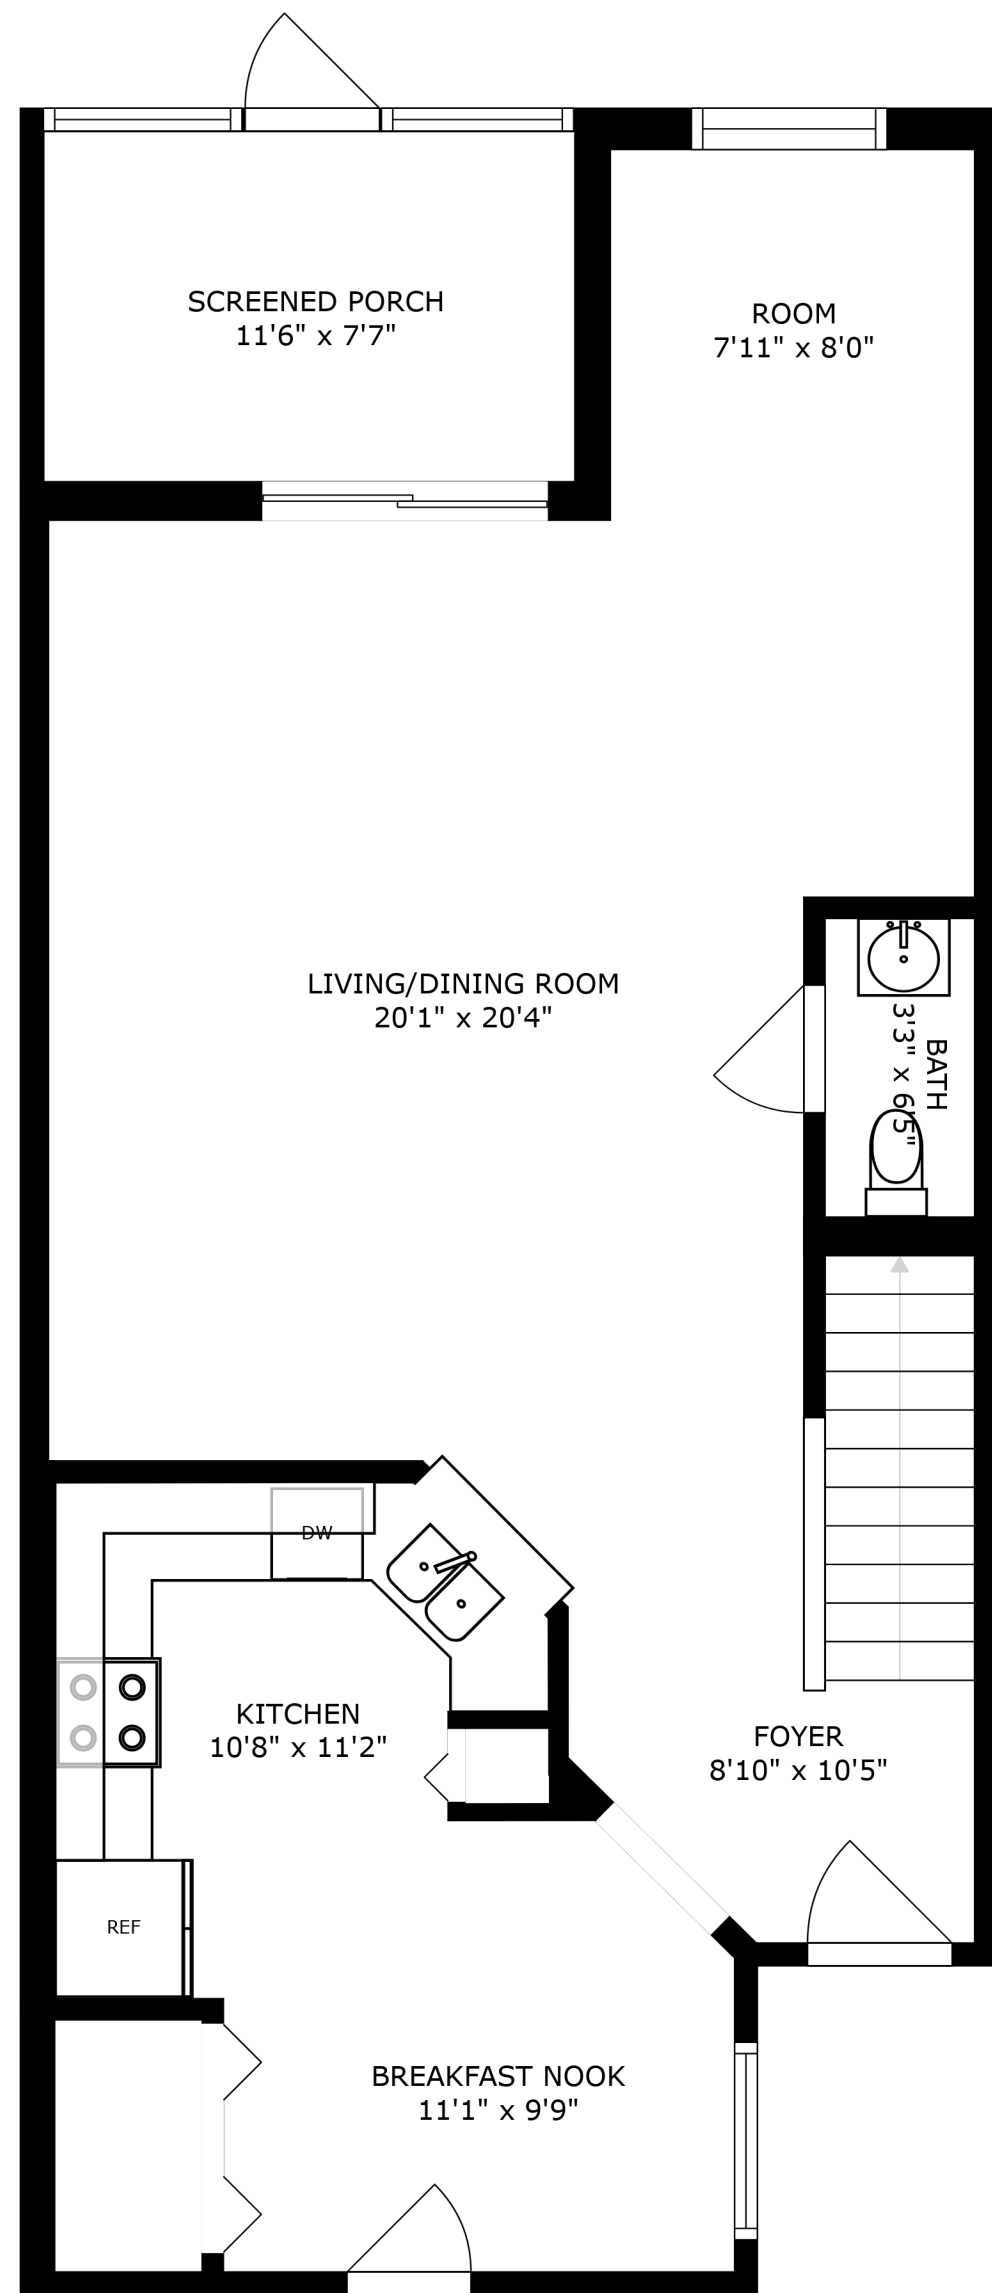 SCREENED PORCH
11'6" x 7'7"
ROOM
7'11" x 8'0"
LIVING/DINING ROOM
20'1" x 20'4"
BATH
3'3" x 6'5"
DW
KITCHEN
10'8" x 11'2"
FOYER
8'10" x 10'5"
REF
BREAKFAST NOOK
11'1" x 9'9"